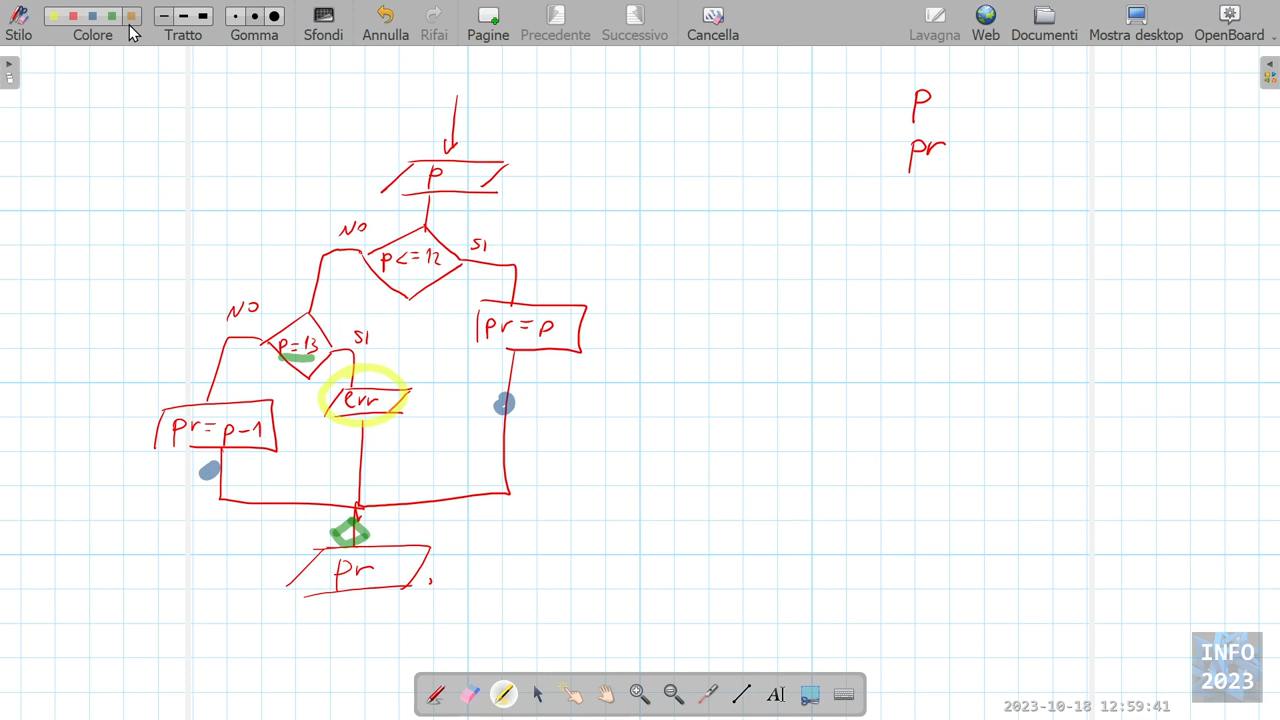 Stilo Colore Tratto Gomma Sfondi Annulla Rifai Pagine Precedente Successivo Cancella Lavagna Web Documenti Mostra desktop OpenBoard
p
pr
p
NO
p<=12
SI
NO
p=13
SI
pr=p
err
pr=p-1
pr
INFO
2023
2023-10-18 12:59:41